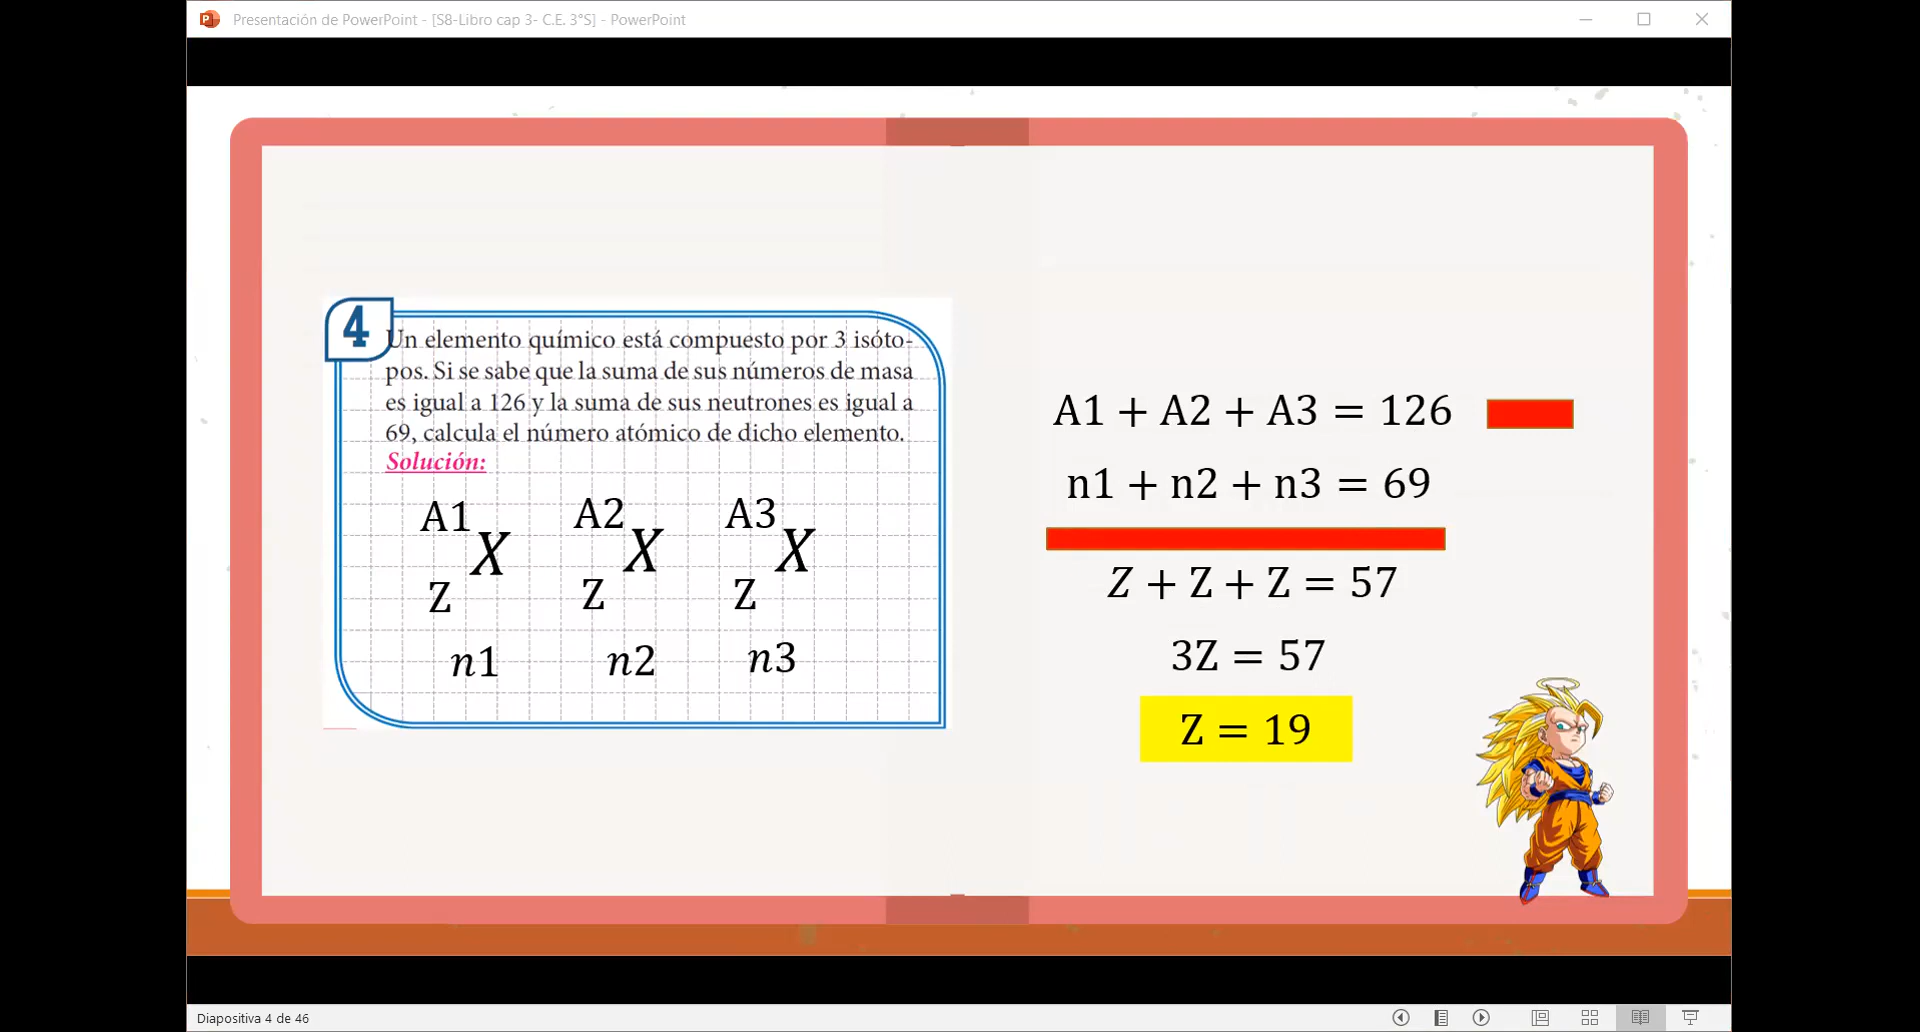 Presentación de PowerPoint - [S8-Libro cap 3- C.E. 3°S] - PowerPoint
4
Un elemento químico está compuesto por 3 isóto-
pos. Si se sabe que la suma de sus números de masa
es igual a 126 y la suma de sus neutrones es igual a
69, calcula el número atómico de dicho elemento.
Solución:
A1 X A2 X A3 X
Z Z Z
n1 n2 n3
A1 + A2 + A3 = 126
n1 + n2 + n3 = 69
Z + Z + Z = 57
3Z = 57
Z = 19
Diapositiva 4 de 46